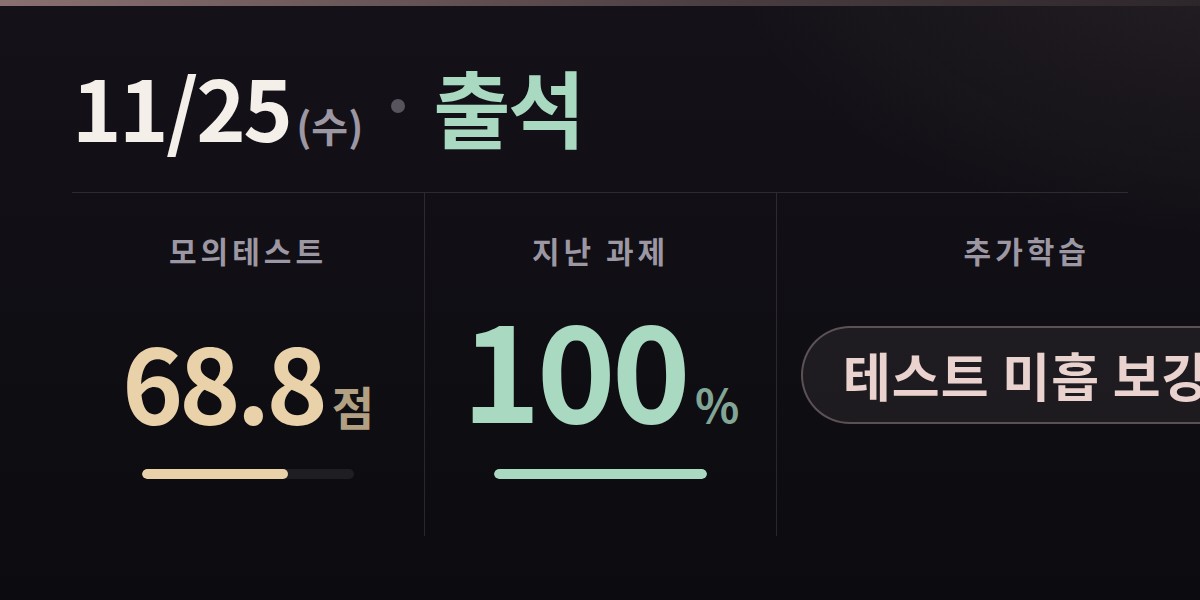 11/25 (수) • 출석
모의테스트
68.8점
지난 과제
100%
추가학습
테스트 미흡 보강